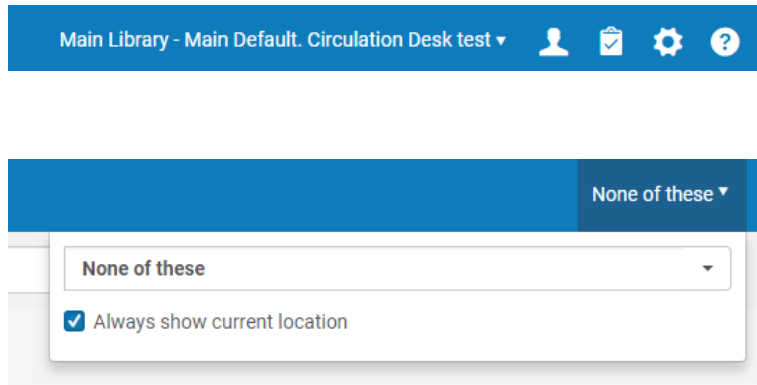 Main Library - Main Default. Circulation Desk test
None of these
None of these
Always show current location